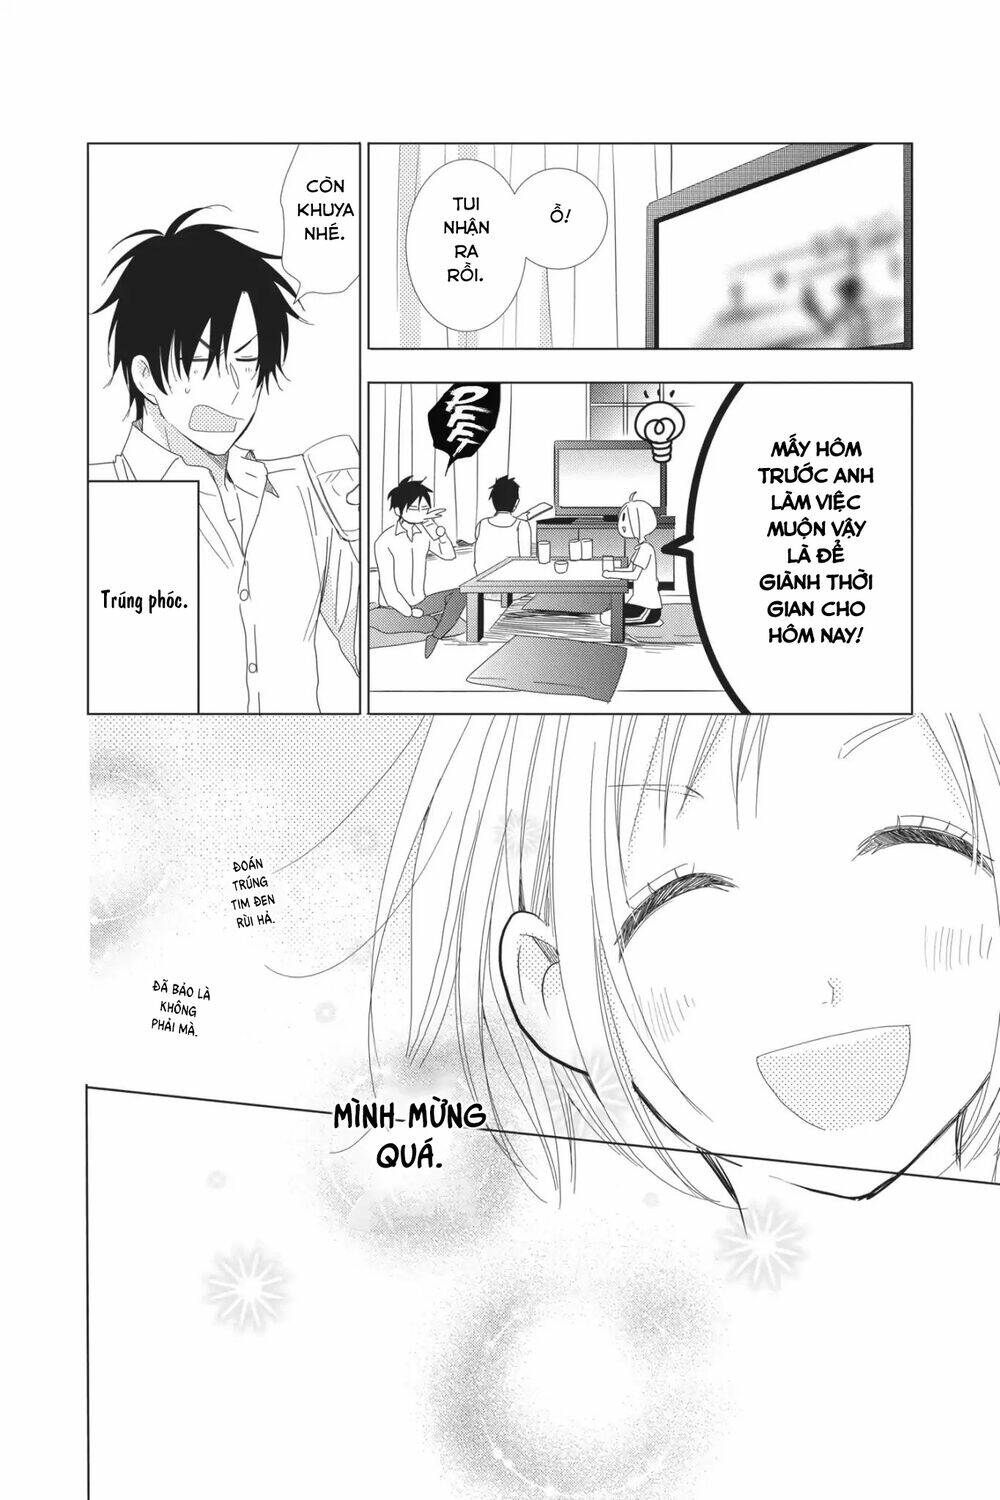 Ồ!
TUI
NHẬN
RA
RỒI.
MẤY HÔM
TRƯỚC ANH
LÀM VIỆC
MUỘN VẬY
LÀ ĐỂ
GIÀNH THỜI
GIAN CHO
HÔM NAY!
PFFT
CÒN
KHUYA
NHÉ.
Trúng phóc.
ĐOÁN
TRÚNG
TIM ĐEN
RÙI HẢ.
ĐÃ BẢO LÀ
KHÔNG
PHẢI MÀ.
MÌNH MỪNG
QUÁ.